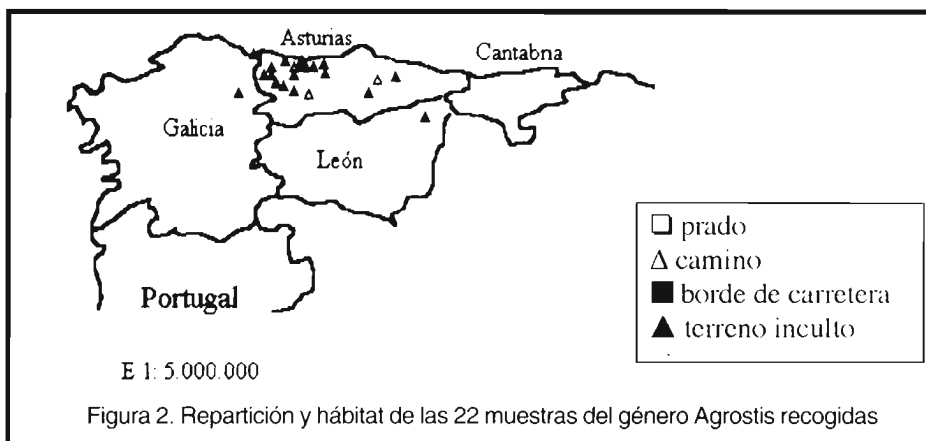 Asturias
Cantabna
Galicia
León
Portugal
prado
camino
borde de carretera
terreno inculto
E 1: 5.000.000
Figura 2. Repartición y hábitat de las 22 muestras del género Agrostis recogidas